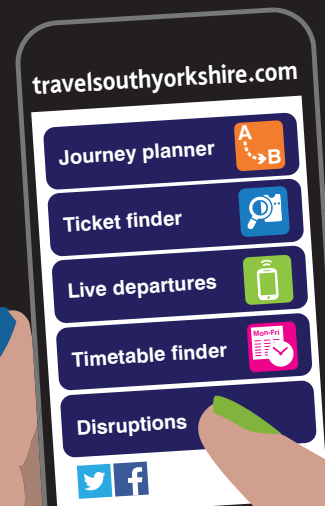 travelsouthyorkshire.com
Journey planner
A
B
Ticket finder
Live departures
Timetable finder
Mon-Fri
Disruptions